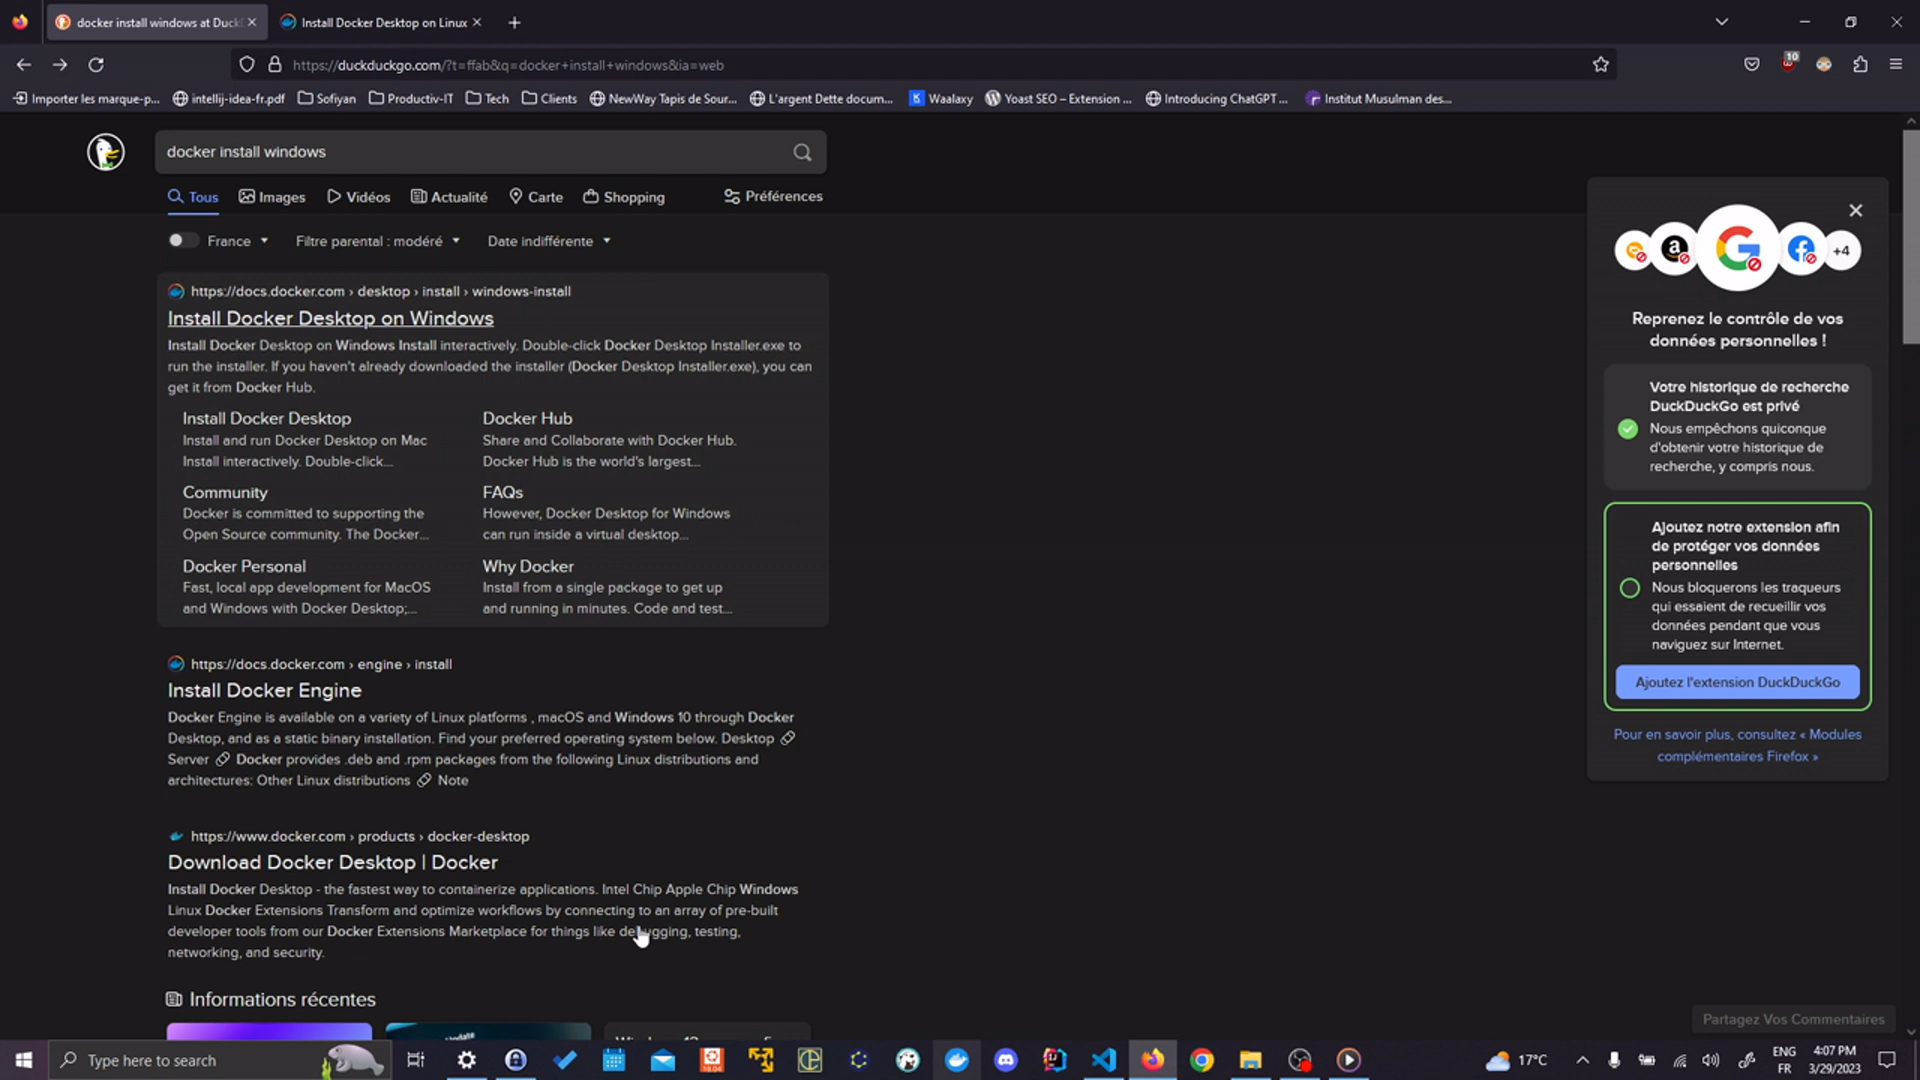 docker install windows at Duck
Install Docker Desktop on Linux
https://duckduckgo.com/?t=ffab&q=docker+install+windows&ia=web
10
Importer les marque-p...
intellij-idea-fr.pdf
Sofiyan
Productiv-IT
Tech
Clients
NewWay Tapis de Sour...
L'argent Dette docum...
Waalaxy
Yoast SEO – Extension ...
Introducing ChatGPT ...
Institut Musulman des...
docker install windows
Tous
Images
Vidéos
Actualité
Carte
Shopping
Préférences
France
Filtre parental : modéré
Date indifférente
https://docs.docker.com › desktop › install › windows-install
Install Docker Desktop on Windows
Install Docker Desktop on Windows Install interactively. Double-click Docker Desktop Installer.exe to
run the installer. If you haven't already downloaded the installer (Docker Desktop Installer.exe), you can
get it from Docker Hub.
Install Docker Desktop
Install and run Docker Desktop on Mac
Install interactively. Double-click...
Docker Hub
Share and Collaborate with Docker Hub.
Docker Hub is the world's largest...
Community
Docker is committed to supporting the
Open Source community. The Docker...
FAQs
However, Docker Desktop for Windows
can run inside a virtual desktop...
Docker Personal
Fast, local app development for MacOS
and Windows with Docker Desktop;...
Why Docker
Install from a single package to get up
and running in minutes. Code and test...
https://docs.docker.com › engine › install
Install Docker Engine
Docker Engine is available on a variety of Linux platforms , macOS and Windows 10 through Docker
Desktop, and as a static binary installation. Find your preferred operating system below. Desktop
Server Docker provides .deb and .rpm packages from the following Linux distributions and
architectures: Other Linux distributions Note
https://www.docker.com › products › docker-desktop
Download Docker Desktop | Docker
Install Docker Desktop - the fastest way to containerize applications. Intel Chip Apple Chip Windows
Linux Docker Extensions Transform and optimize workflows by connecting to an array of pre-built
developer tools from our Docker Extensions Marketplace for things like debugging, testing,
networking, and security.
Informations récentes
Update
+4
Reprenez le contrôle de vos
données personnelles !
Votre historique de recherche
DuckDuckGo est privé
Nous empêchons quiconque
d'obtenir votre historique de
recherche, y compris nous.
Ajoutez notre extension afin
de protéger vos données
personnelles
Nous bloquerons les traqueurs
qui essaient de recueillir vos
données pendant que vous
naviguez sur Internet.
Ajoutez l'extension DuckDuckGo
Pour en savoir plus, consultez « Modules
complémentaires Firefox »
Partagez Vos Commentaires
Type here to search
18.04
17°C
ENG
FR
4:07 PM
3/29/2023